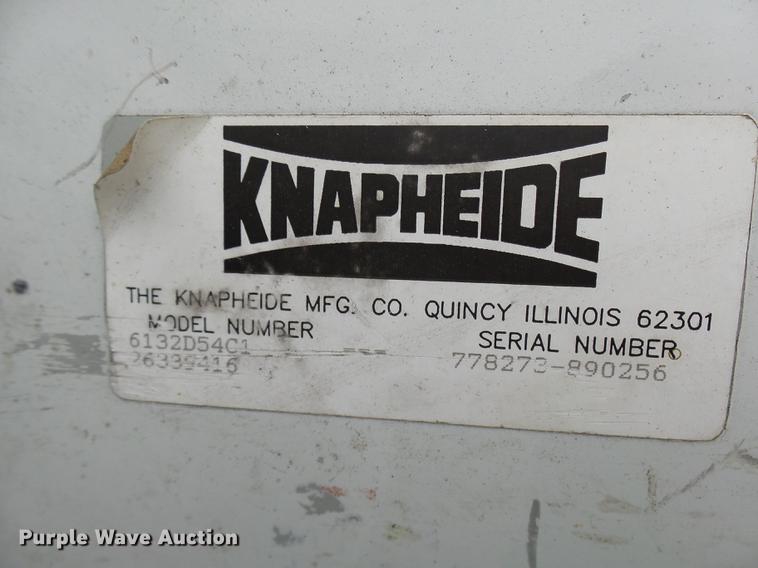 KNAPHEIDE
THE KNAPHEIDE MFG. CO. QUINCY ILLINOIS 62301
MODEL NUMBER SERIAL NUMBER
6132D54C1 778273-890256
26339416
Purple Wave Auction